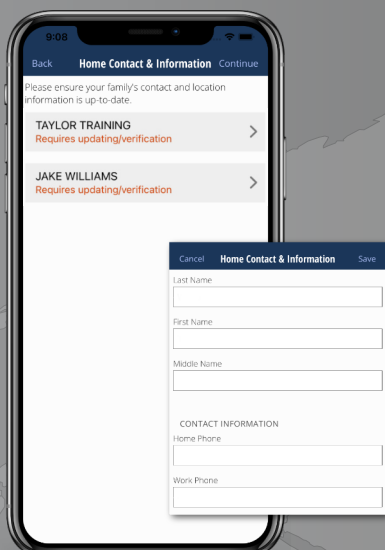 9:08
Back Home Contact & Information Continue
Please ensure your family's contact and location
information is up-to-date.
TAYLOR TRAINING
Requires updating/verification
JAKE WILLIAMS
Requires updating/verification
Cancel Home Contact & Information Save
Last Name
First Name
Middle Name
CONTACT INFORMATION
Home Phone
Work Phone